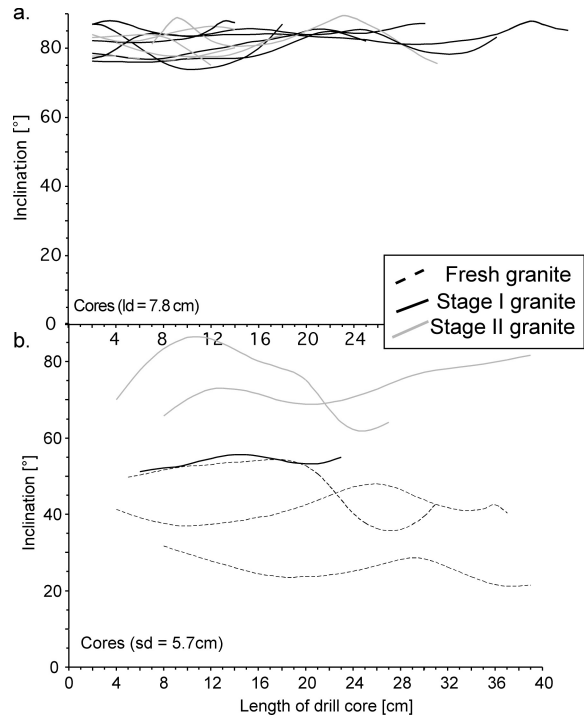 a.
80
60
40
20
0
Inclination [°]
Cores (ld = 7.8 cm)
4 8 12 16 20 24
Fresh granite
Stage I granite
Stage II granite
b.
80
60
40
20
0
Inclination [°]
Cores (sd = 5.7cm)
0 4 8 12 16 20 24 28 32 36 40
Length of drill core [cm]